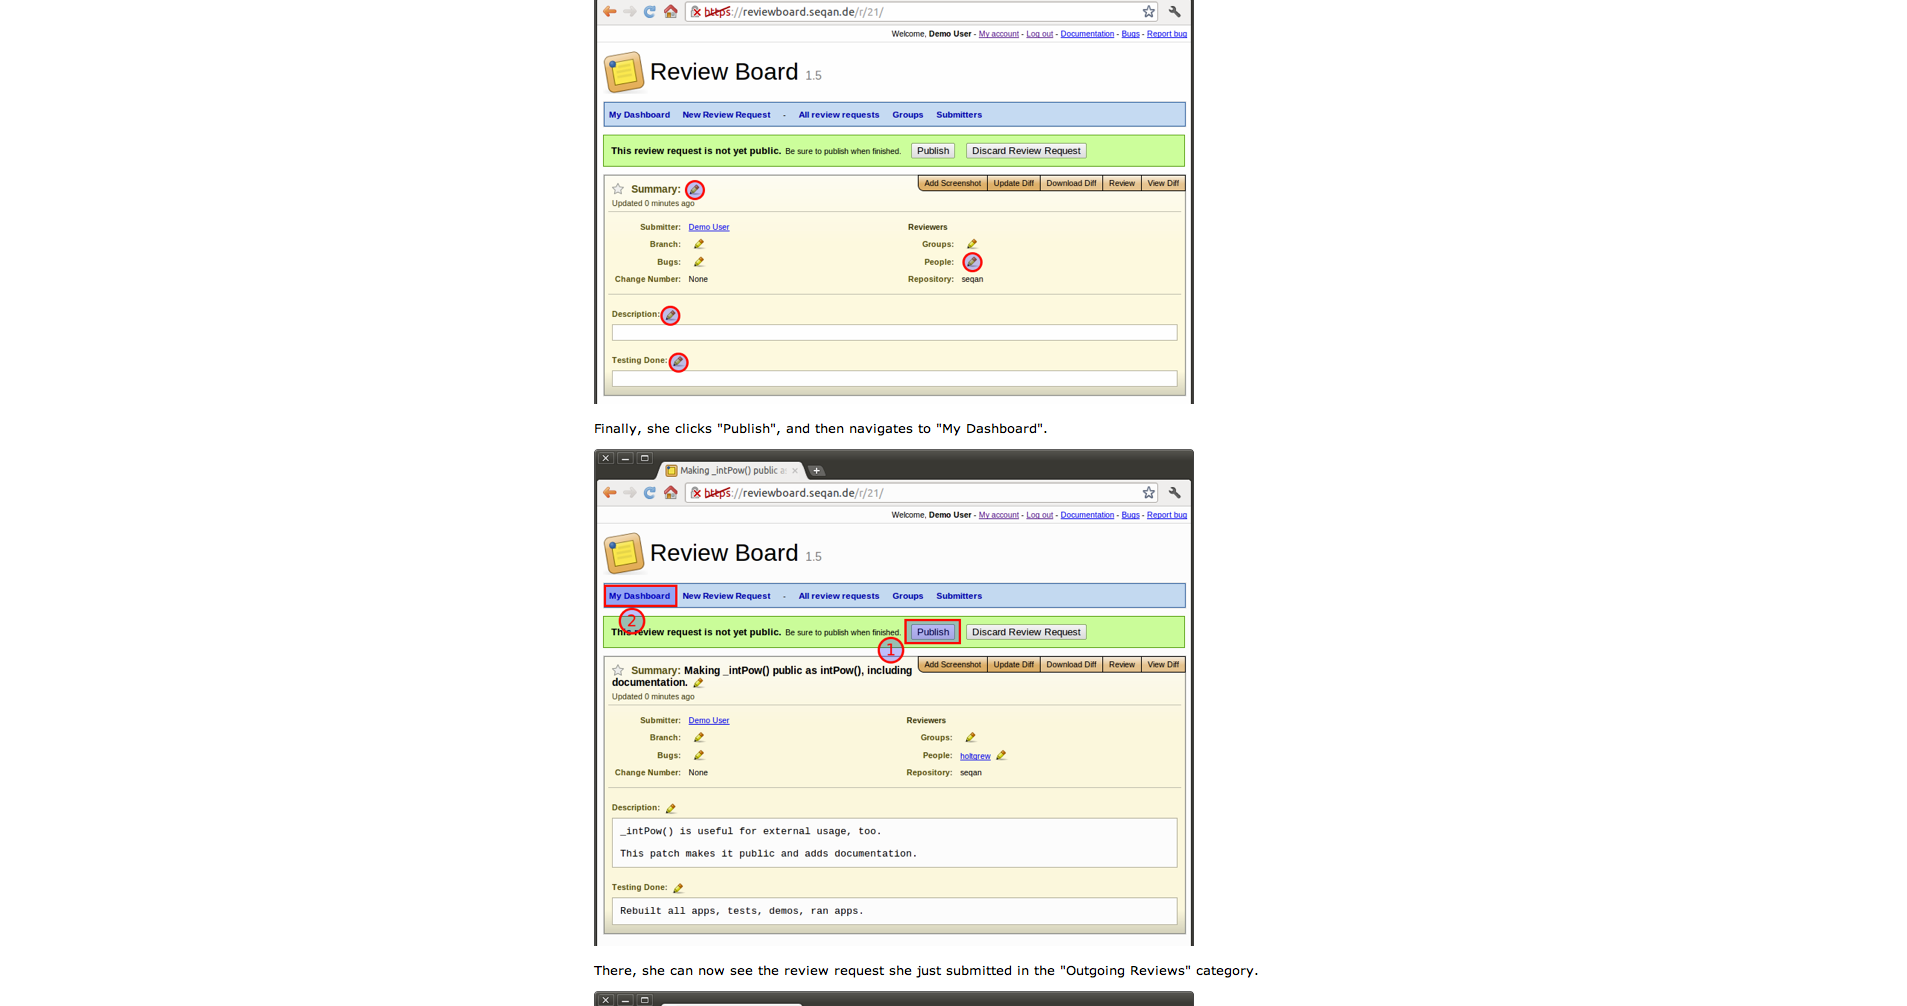 https://reviewboard.seqan.de/r/21/
Welcome, Demo User - My account - Log out - Documentation - Bugs - Report bug
Review Board 1.5
My Dashboard New Review Request - All review requests Groups Submitters
This review request is not yet public. Be sure to publish when finished. Publish Discard Review Request
Add Screenshot Update Diff Download Diff Review View Diff
Summary:
Updated 0 minutes ago
Submitter: Demo User Reviewers
Branch: Groups:
Bugs: People:
Change Number: None Repository: seqan
Description:
Testing Done:
Finally, she clicks "Publish", and then navigates to "My Dashboard".
Making _intPow() public as
https://reviewboard.seqan.de/r/21/
Welcome, Demo User - My account - Log out - Documentation - Bugs - Report bug
Review Board 1.5
My Dashboard New Review Request - All review requests Groups Submitters
2
This review request is not yet public. Be sure to publish when finished. Publish Discard Review Request
1
Add Screenshot Update Diff Download Diff Review View Diff
Summary: Making _intPow() public as intPow(), including
documentation.
Updated 0 minutes ago
Submitter: Demo User Reviewers
Branch: Groups:
Bugs: People: holtgrew
Change Number: None Repository: seqan
Description:
_intPow() is useful for external usage, too.
This patch makes it public and adds documentation.
Testing Done:
Rebuilt all apps, tests, demos, ran apps.
There, she can now see the review request she just submitted in the "Outgoing Reviews" category.